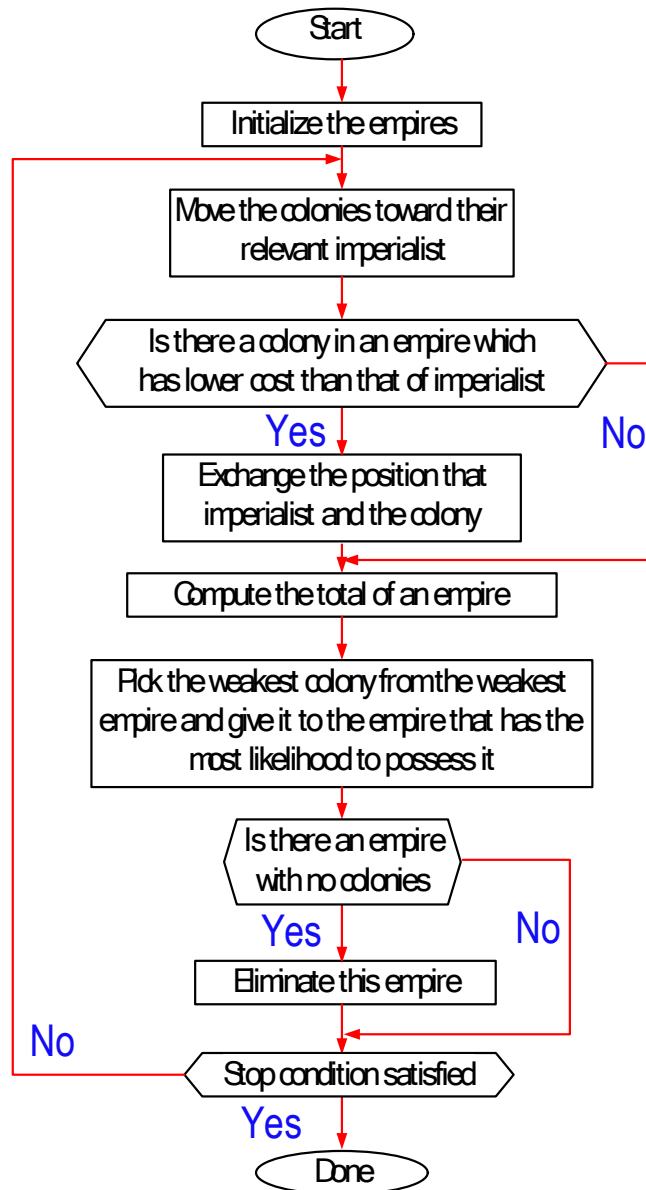 Start
Initialize the empires
Move the colonies toward their
relevant imperialist
Is there a colony in an empire which
has lower cost than that of imperialist
Yes
No
Exchange the position that
imperialist and the colony
Compute the total of an empire
Pick the weakest colony from the weakest
empire and give it to the empire that has the
most likelihood to possess it
Is there an empire
with no colonies
Yes
No
Eliminate this empire
No
Stop condition satisfied
Yes
Done